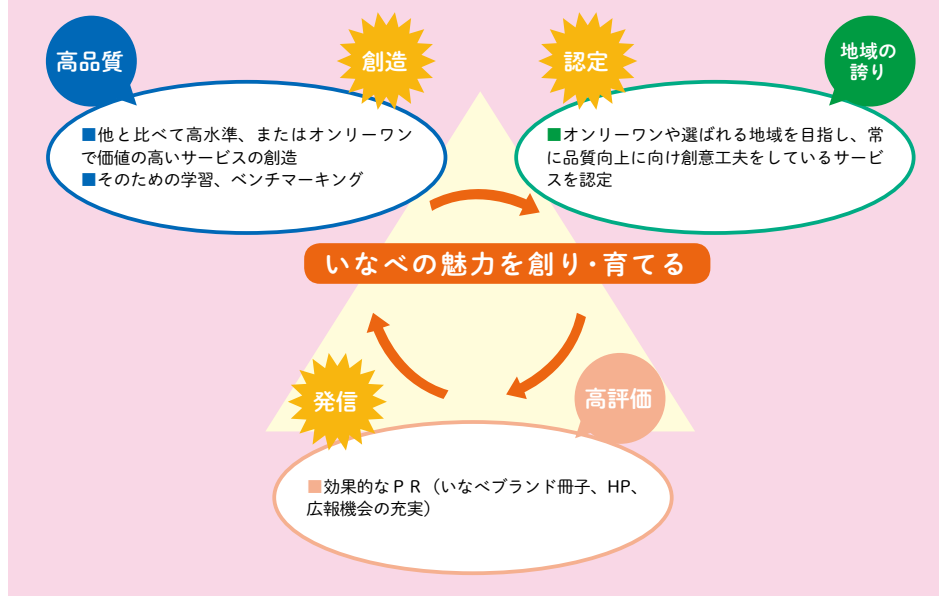 高品質
創造
■他と比べて高水準、またはオンリーワン
で価値の高いサービスの創造
■そのための学習、ベンチマーキング
認定
地域の
誇り
■オンリーワンや選ばれる地域を目指し、常
に品質向上に向け創意工夫をしているサービ
スを認定
いなべの魅力を創り・育てる
発信
高評価
■効果的なＰＲ（いなべブランド冊子、HP、
広報機会の充実）